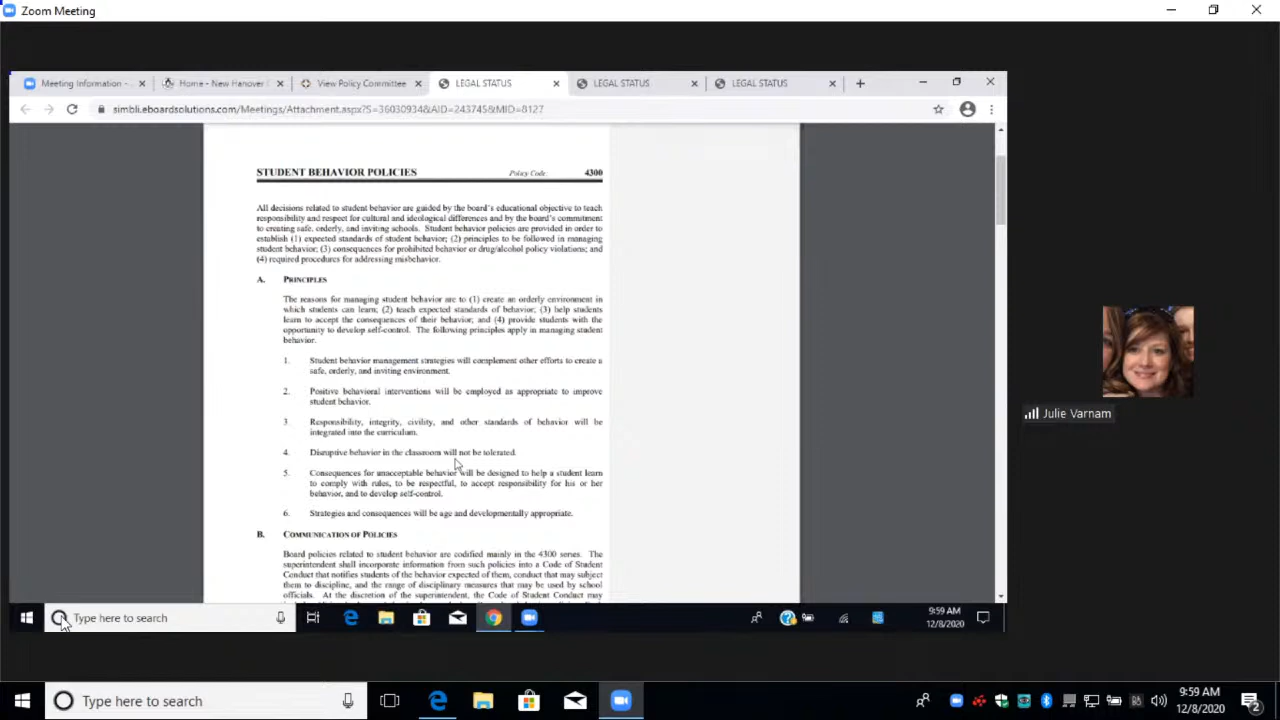 Zoom Meeting
Meeting Information -
Home - New Hanover
View Policy Committee
LEGAL STATUS
LEGAL STATUS
LEGAL STATUS
simbli.eboardsolutions.com/Meetings/Attachment.aspx?S=36030934&AID=243745&MID=8127
STUDENT BEHAVIOR POLICIES Policy Code: 4300
All decisions related to student behavior are guided by the board's educational objective to teach
responsibility and respect for cultural and ideological differences and by the board's commitment
to creating safe, orderly, and inviting schools. Student behavior policies are provided in order to
establish (1) expected standards of student behavior; (2) principles to be followed in managing
student behavior; (3) consequences for prohibited behavior or drug/alcohol policy violations; and
(4) required procedures for addressing misbehavior.
A. PRINCIPLES
The reasons for managing student behavior are to (1) create an orderly environment in
which students can learn; (2) teach expected standards of behavior; (3) help students
learn to accept the consequences of their behavior; and (4) provide students with the
opportunity to develop self-control. The following principles apply in managing student
behavior.
1. Student behavior management strategies will complement other efforts to create a
safe, orderly, and inviting environment.
2. Positive behavioral interventions will be employed as appropriate to improve
student behavior.
3. Responsibility, integrity, civility, and other standards of behavior will be
integrated into the curriculum.
4. Disruptive behavior in the classroom will not be tolerated.
5. Consequences for unacceptable behavior will be designed to help a student learn
to comply with rules, to be respectful, to accept responsibility for his or her
behavior, and to develop self-control.
6. Strategies and consequences will be age and developmentally appropriate.
B. COMMUNICATION OF POLICIES
Board policies related to student behavior are codified mainly in the 4300 series. The
superintendent shall incorporate information from such policies into a Code of Student
Conduct that notifies students of the behavior expected of them, conduct that may subject
them to discipline, and the range of disciplinary measures that may be used by school
officials. At the discretion of the superintendent, the Code of Student Conduct may
Julie Varnam
Type here to search
9:59 AM
12/8/2020
Type here to search
9:59 AM
12/8/2020
2